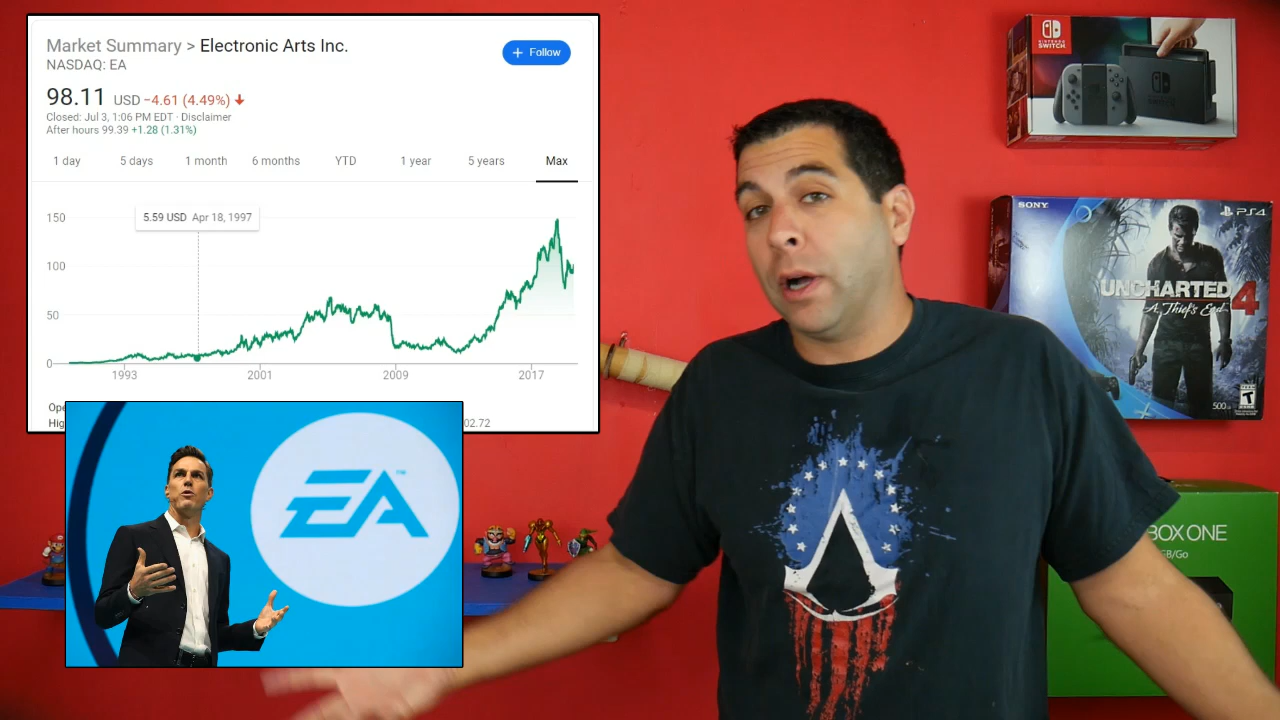 Market Summary > Electronic Arts Inc.
NASDAQ: EA
+ Follow
98.11 USD −4.61 (4.49%)
Closed: Jul 3, 1:06 PM EDT · Disclaimer
After hours 99.39 +1.28 (1.31%)
1 day 5 days 1 month 6 months YTD 1 year 5 years Max
150
5.59 USD Apr 18, 1997
100
50
0
1993 2001 2009 2017
02.72
EA
NINTENDO
SWITCH
SONY
PS4
UNCHARTED 4
A Thief's End
500
T
XBOX ONE
GB/Go